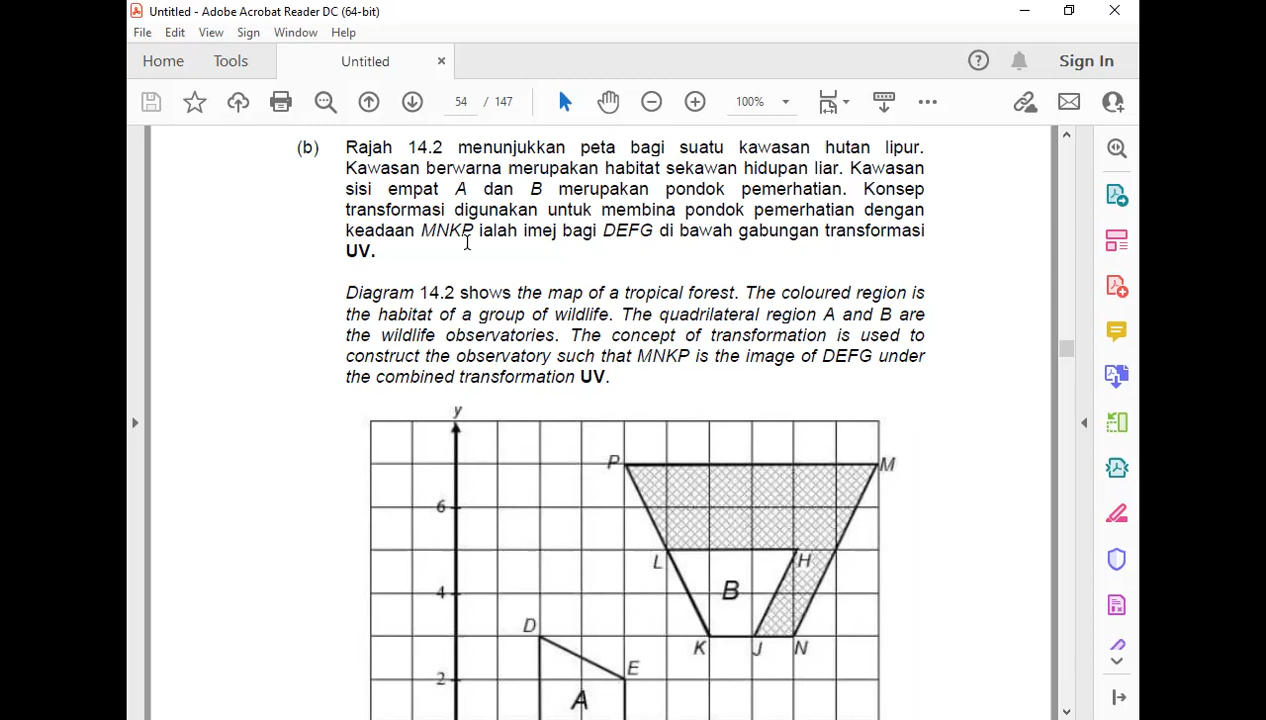 Untitled - Adobe Acrobat Reader DC (64-bit)
File Edit View Sign Window Help
Home Tools Untitled × ? Sign In
54 / 147 100%
(b) Rajah 14.2 menunjukkan peta bagi suatu kawasan hutan lipur.
Kawasan berwarna merupakan habitat sekawan hidupan liar. Kawasan
sisi empat A dan B merupakan pondok pemerhatian. Konsep
transformasi digunakan untuk membina pondok pemerhatian dengan
keadaan MNKP ialah imej bagi DEFG di bawah gabungan transformasi
UV.
Diagram 14.2 shows the map of a tropical forest. The coloured region is
the habitat of a group of wildlife. The quadrilateral region A and B are
the wildlife observatories. The concept of transformation is used to
construct the observatory such that MNKP is the image of DEFG under
the combined transformation UV.
y
P M
6
L H
4 B
D K J N
E
2 A